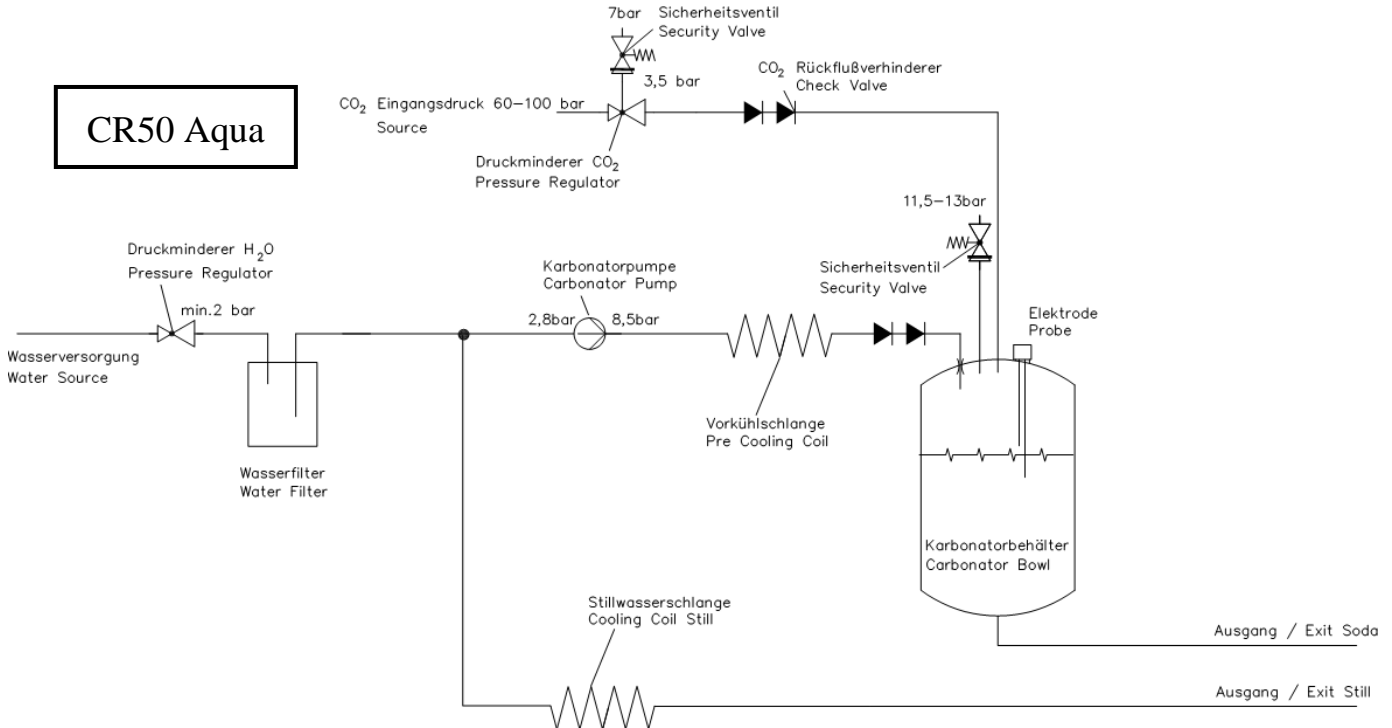 7bar
Sicherheitsventil
Security Valve
3,5 bar
CO₂ Rückflußverhinderer
Check Valve
CO₂ Eingangsdruck 60–100 bar
Source
CR50 Aqua
Druckminderer CO₂
Pressure Regulator
11,5–13bar
Sicherheitsventil
Security Valve
Druckminderer H₂O
Pressure Regulator
min.2 bar
Karbonatorpumpe
Carbonator Pump
2,8bar
8,5bar
Elektrode
Probe
Wasserversorgung
Water Source
Vorkühlschlange
Pre Cooling Coil
Wasserfilter
Water Filter
Karbonatorbehälter
Carbonator Bowl
Stillwasserschlange
Cooling Coil Still
Ausgang / Exit Soda
Ausgang / Exit Still